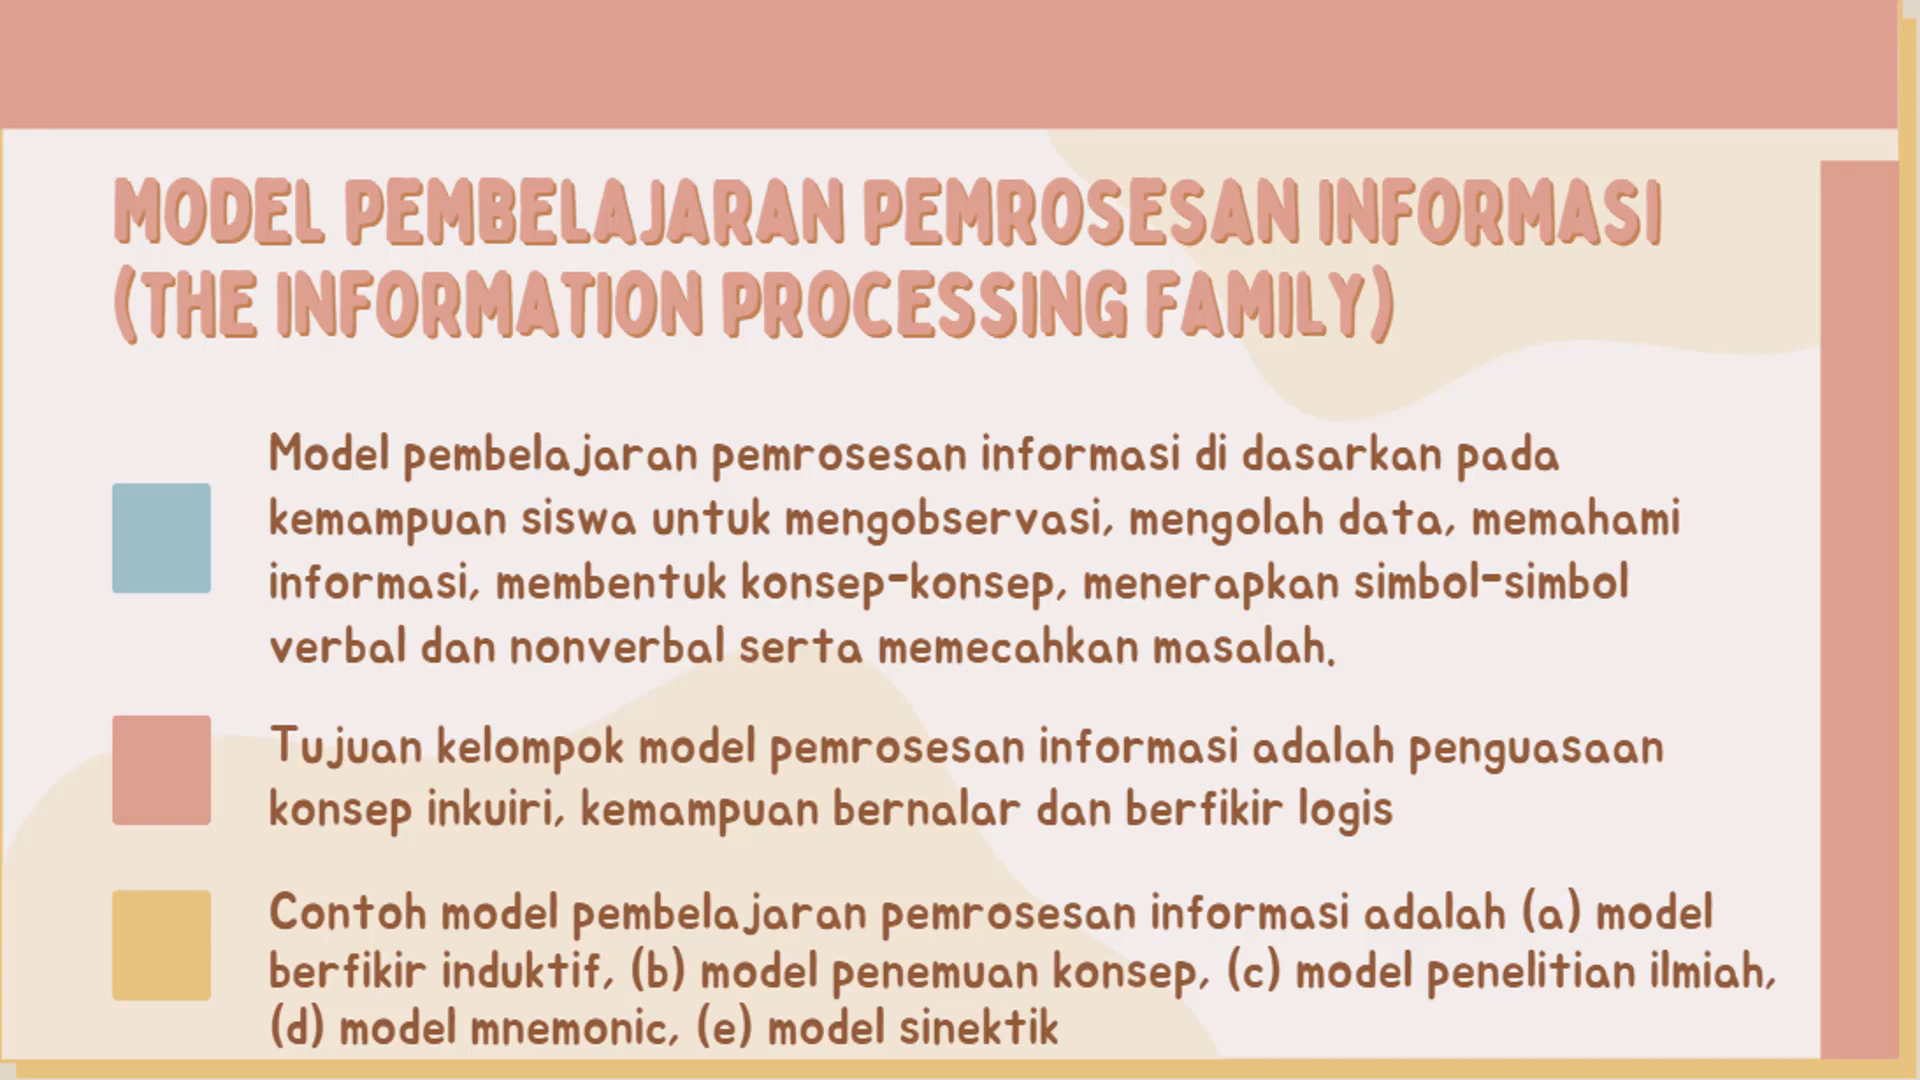 MODEL PEMBELAJARAN PEMROSESAN INFORMASI
(THE INFORMATION PROCESSING FAMILY)
Model pembelajaran pemrosesan informasi di dasarkan pada
kemampuan siswa untuk mengobservasi, mengolah data, memahami
informasi, membentuk konsep-konsep, menerapkan simbol-simbol
verbal dan nonverbal serta memecahkan masalah.
Tujuan kelompok model pemrosesan informasi adalah penguasaan
konsep inkuiri, kemampuan bernalar dan berfikir logis
Contoh model pembelajaran pemrosesan informasi adalah (a) model
berfikir induktif, (b) model penemuan konsep, (c) model penelitian ilmiah,
(d) model mnemonic, (e) model sinektik